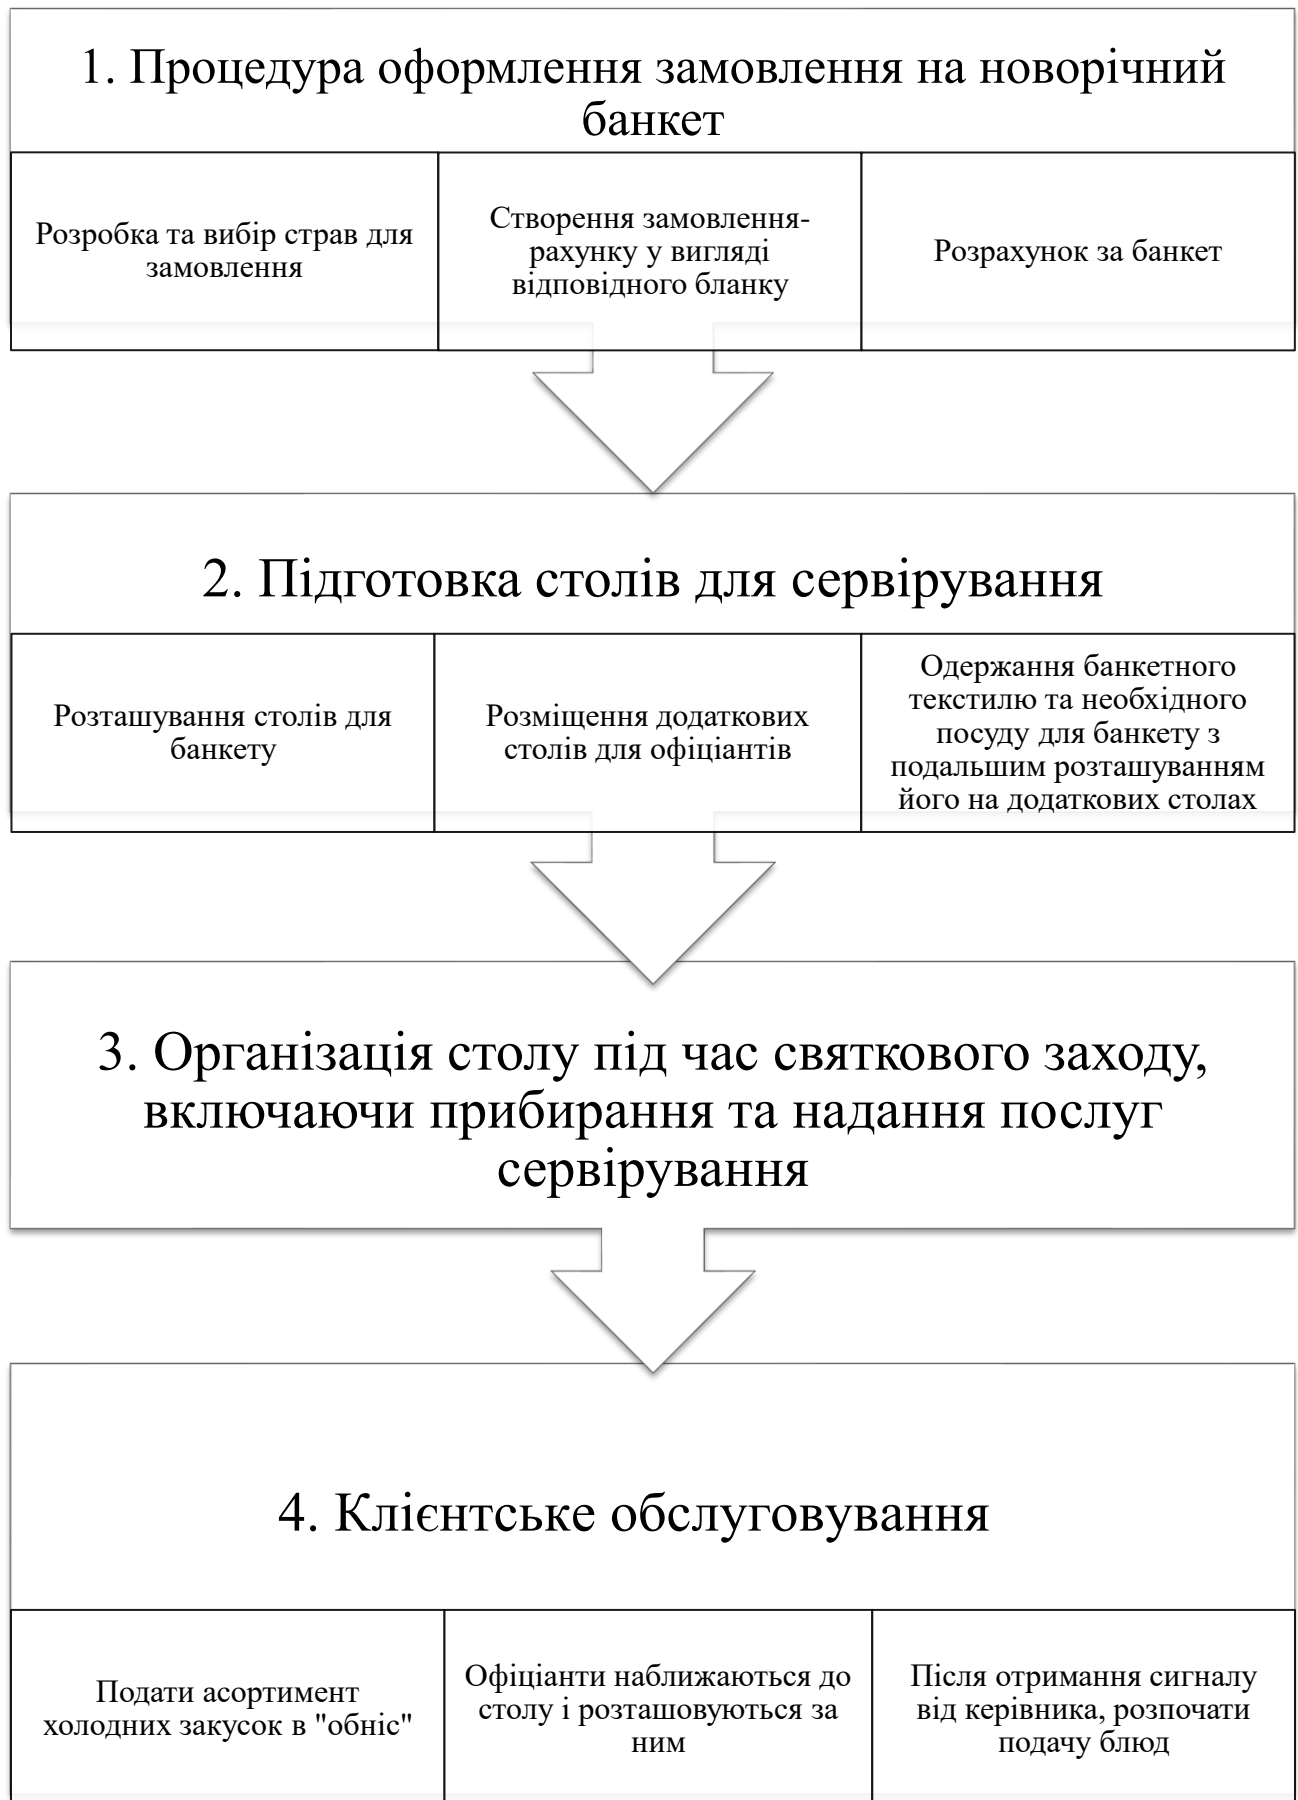 1. Процедура оформлення замовлення на новорічний
банкет
Розробка та вибір страв для
замовлення
Створення замовлення-
рахунку у вигляді
відповідного бланку
Розрахунок за банкет
2. Підготовка столів для сервірування
Розташування столів для
банкету
Розміщення додаткових
столів для офіціантів
Одержання банкетного
текстилю та необхідного
посуду для банкету з
подальшим розташуванням
його на додаткових столах
3. Організація столу під час святкового заходу,
включаючи прибирання та надання послуг
сервірування
4. Клієнтське обслуговування
Подати асортимент
холодних закусок в "обніс"
Офіціанти наближаються до
столу і розташовуються за
ним
Після отримання сигналу
від керівника, розпочати
подачу блюд